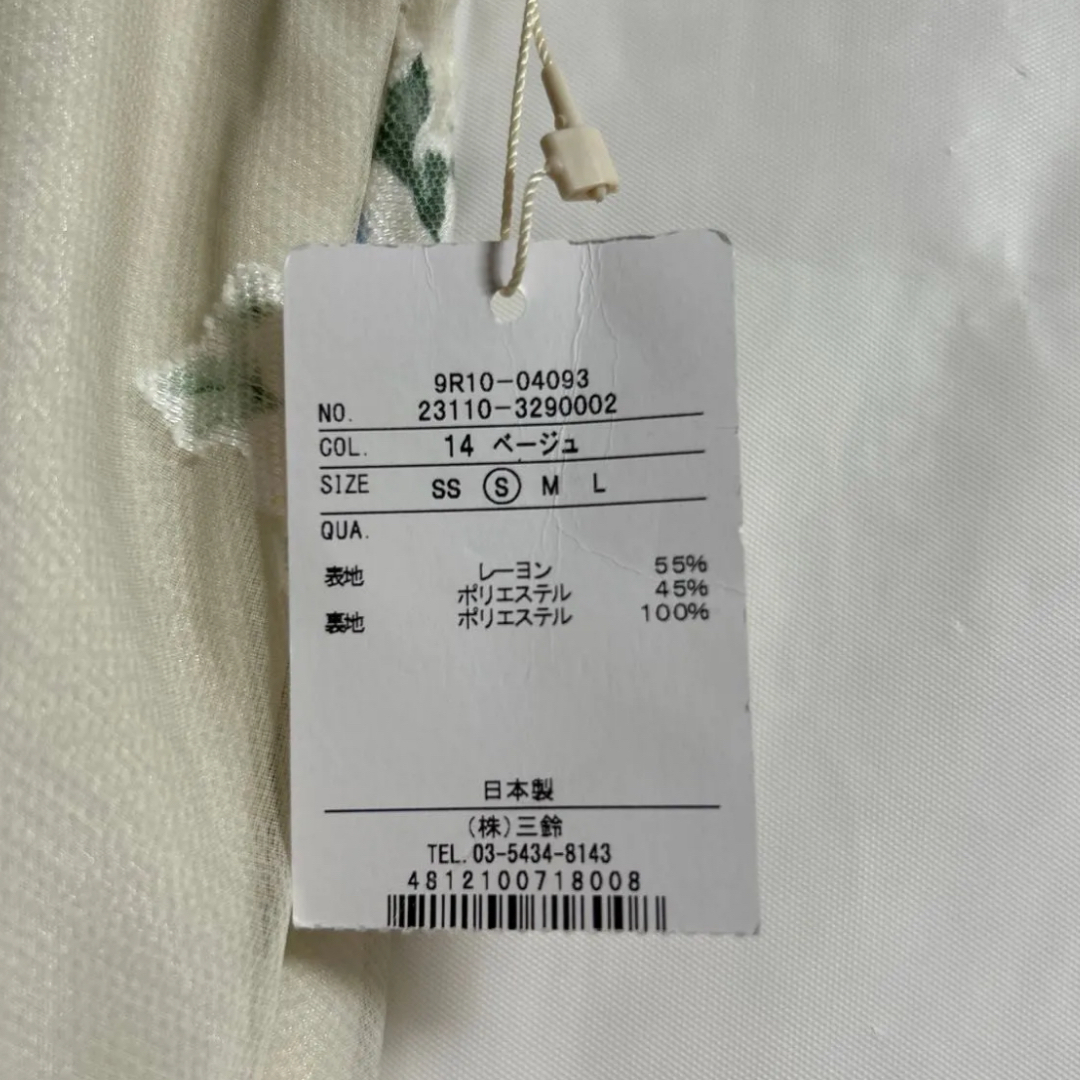 9R10-04093
NO. 23110-3290002
COL. 14 ベージュ
SIZE SS S M L
QUA.
表地 レーヨン 55%
ポリエステル 45%
裏地 ポリエステル 100%
日本製
(株)三鈴
TEL.03-5434-8143
4812100718008